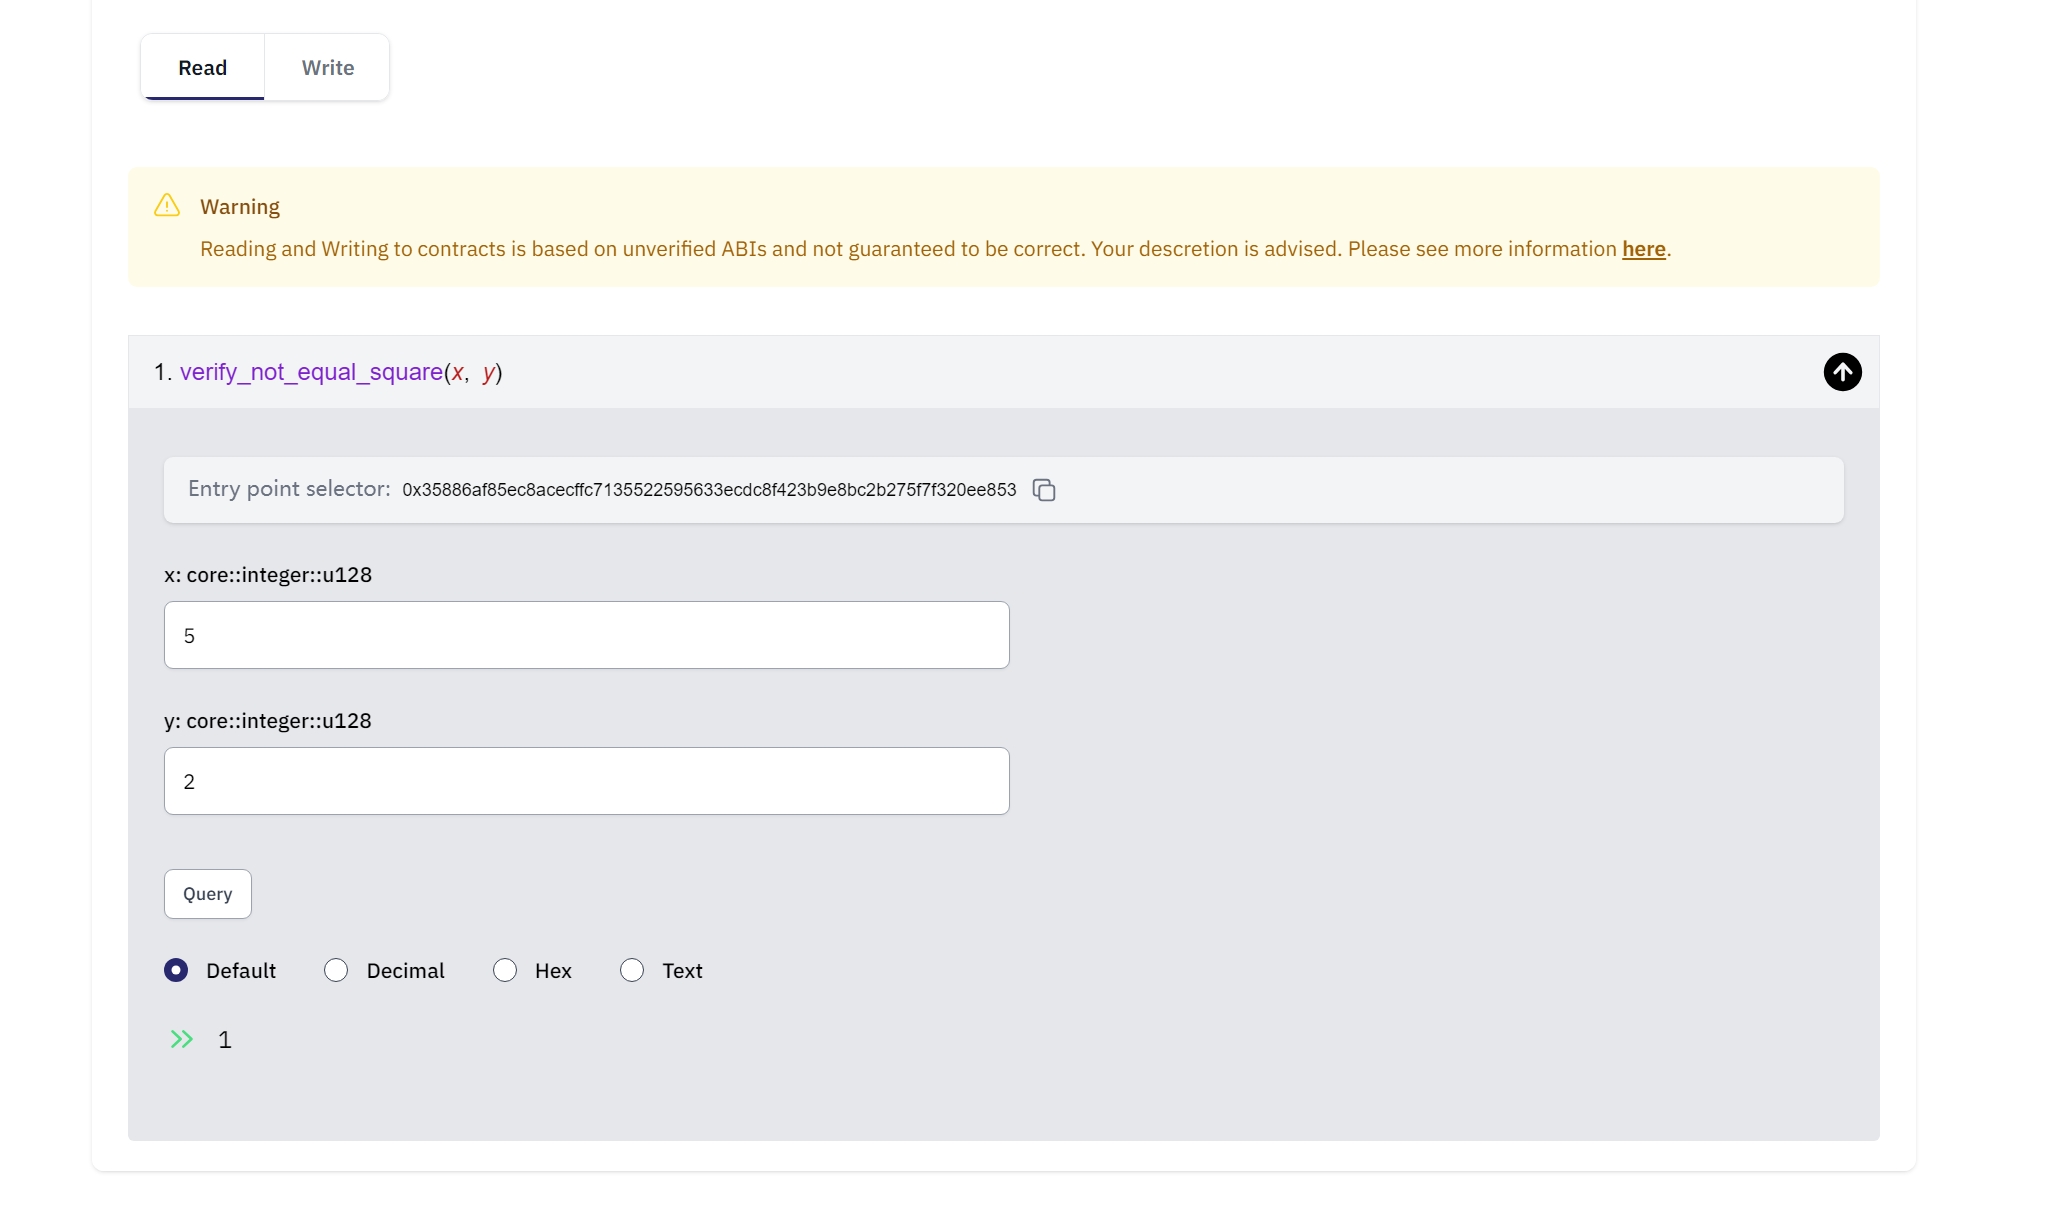 Read Write
Warning
Reading and Writing to contracts is based on unverified ABIs and not guaranteed to be correct. Your descretion is advised. Please see more information here.
1. verify_not_equal_square(x, y)
Entry point selector: 0x35886af85ec8acecffc7135522595633ecdc8f423b9e8bc2b275f7f320ee853
x: core::integer::u128
5
y: core::integer::u128
2
Query
Default Decimal Hex Text
1